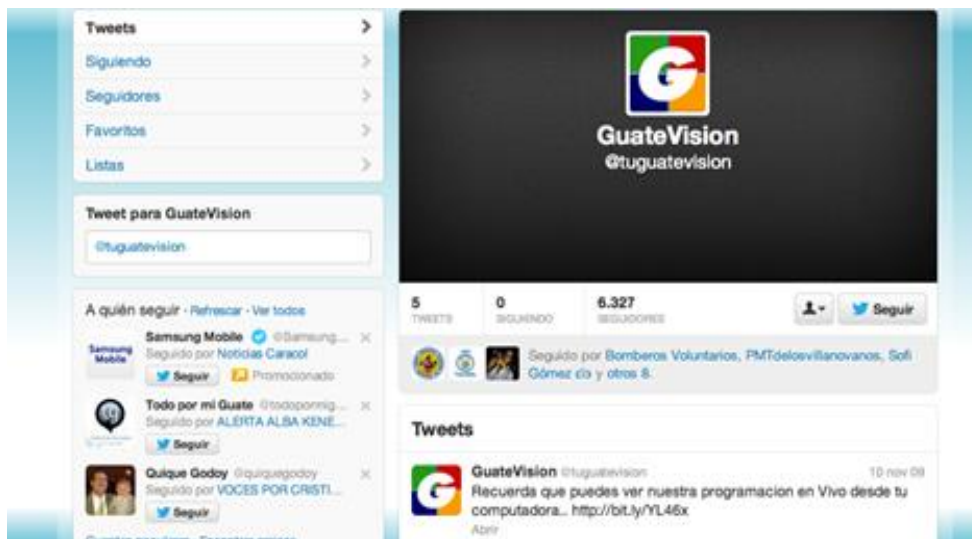 Tweets
Siguiendo
Seguidores
Favoritos
Listas
Tweet para GuateVision
@tuguatevision
A quién seguir · Refrescar · Ver todos
Samsung Mobile @Samsung...
Seguido por Noticias Caracol
Seguir Promocionado
Todo por mi Guate @todopormig...
Seguido por ALERTA ALBA KENE...
Seguir
Quique Godoy @quiquegodoy
Seguido por VOCES POR CRISTI...
Seguir
G
GuateVision
@tuguatevision
5 0 6.327
TWEETS SIGUIENDO SEGUIDORES
Seguir
Seguido por Bomberos Voluntarios, PMTdelosvillanovanos, Sofi
Gómez y otros 8.
Tweets
GuateVision @tuguatevision 10 nov 09
Recuerda que puedes ver nuestra programacion en Vivo desde tu
computadora... http://bit.ly/YL46x
Abrir